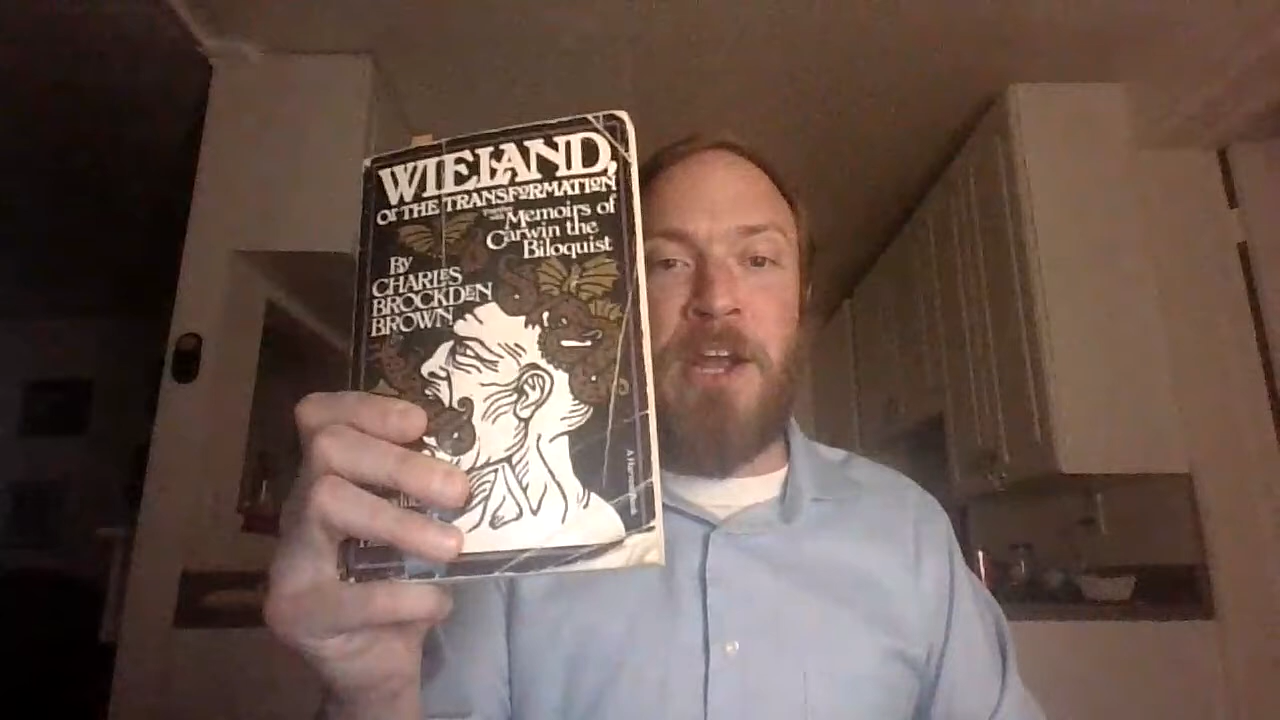 WIELAND,
OR THE TRANSFORMATION
Memoirs of
Carwin the
Biloquist
By
CHARLES
BROCKDEN
BROWN